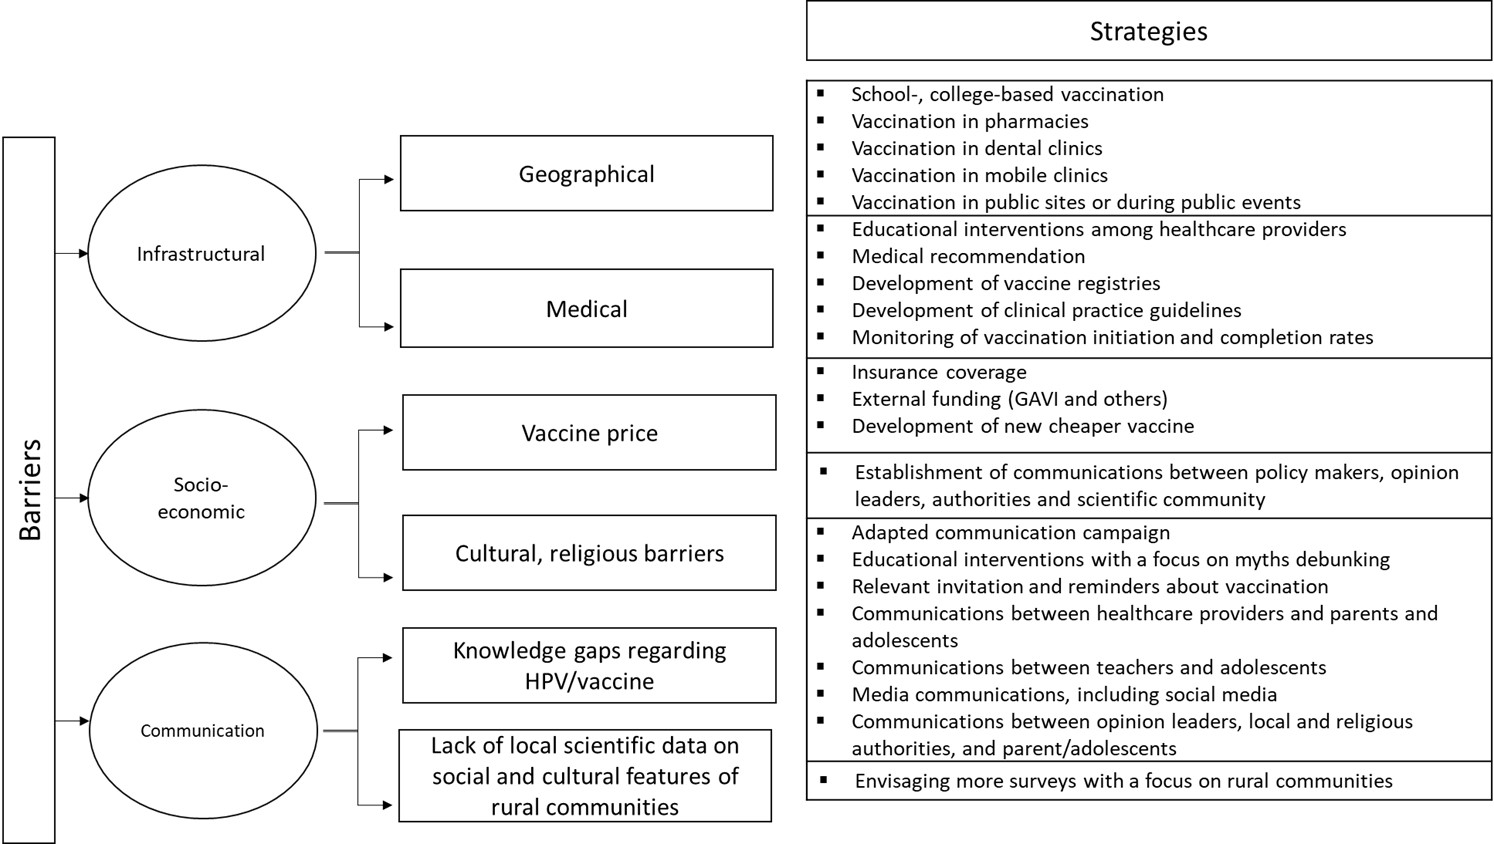 Barriers
Infrastructural
Geographical
Medical
Socio-
economic
Vaccine price
Cultural, religious barriers
Communication
Knowledge gaps regarding
HPV/vaccine
Lack of local scientific data on
social and cultural features of
rural communities
Strategies
▪ School-, college-based vaccination
▪ Vaccination in pharmacies
▪ Vaccination in dental clinics
▪ Vaccination in mobile clinics
▪ Vaccination in public sites or during public events
▪ Educational interventions among healthcare providers
▪ Medical recommendation
▪ Development of vaccine registries
▪ Development of clinical practice guidelines
▪ Monitoring of vaccination initiation and completion rates
▪ Insurance coverage
▪ External funding (GAVI and others)
▪ Development of new cheaper vaccine
▪ Establishment of communications between policy makers, opinion
leaders, authorities and scientific community
▪ Adapted communication campaign
▪ Educational interventions with a focus on myths debunking
▪ Relevant invitation and reminders about vaccination
▪ Communications between healthcare providers and parents and
adolescents
▪ Communications between teachers and adolescents
▪ Media communications, including social media
▪ Communications between opinion leaders, local and religious
authorities, and parent/adolescents
▪ Envisaging more surveys with a focus on rural communities